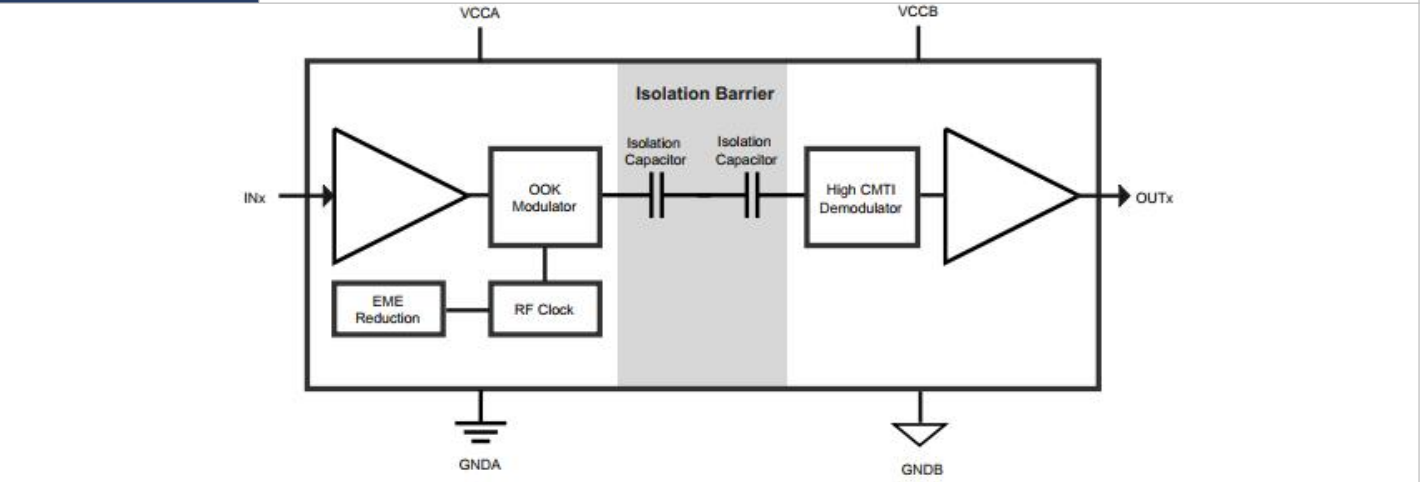 VCCA
VCCB
Isolation Barrier
Isolation
Capacitor
Isolation
Capacitor
INx
OOK
Modulator
High CMTI
Demodulator
OUTx
EME
Reduction
RF Clock
GNDA
GNDB